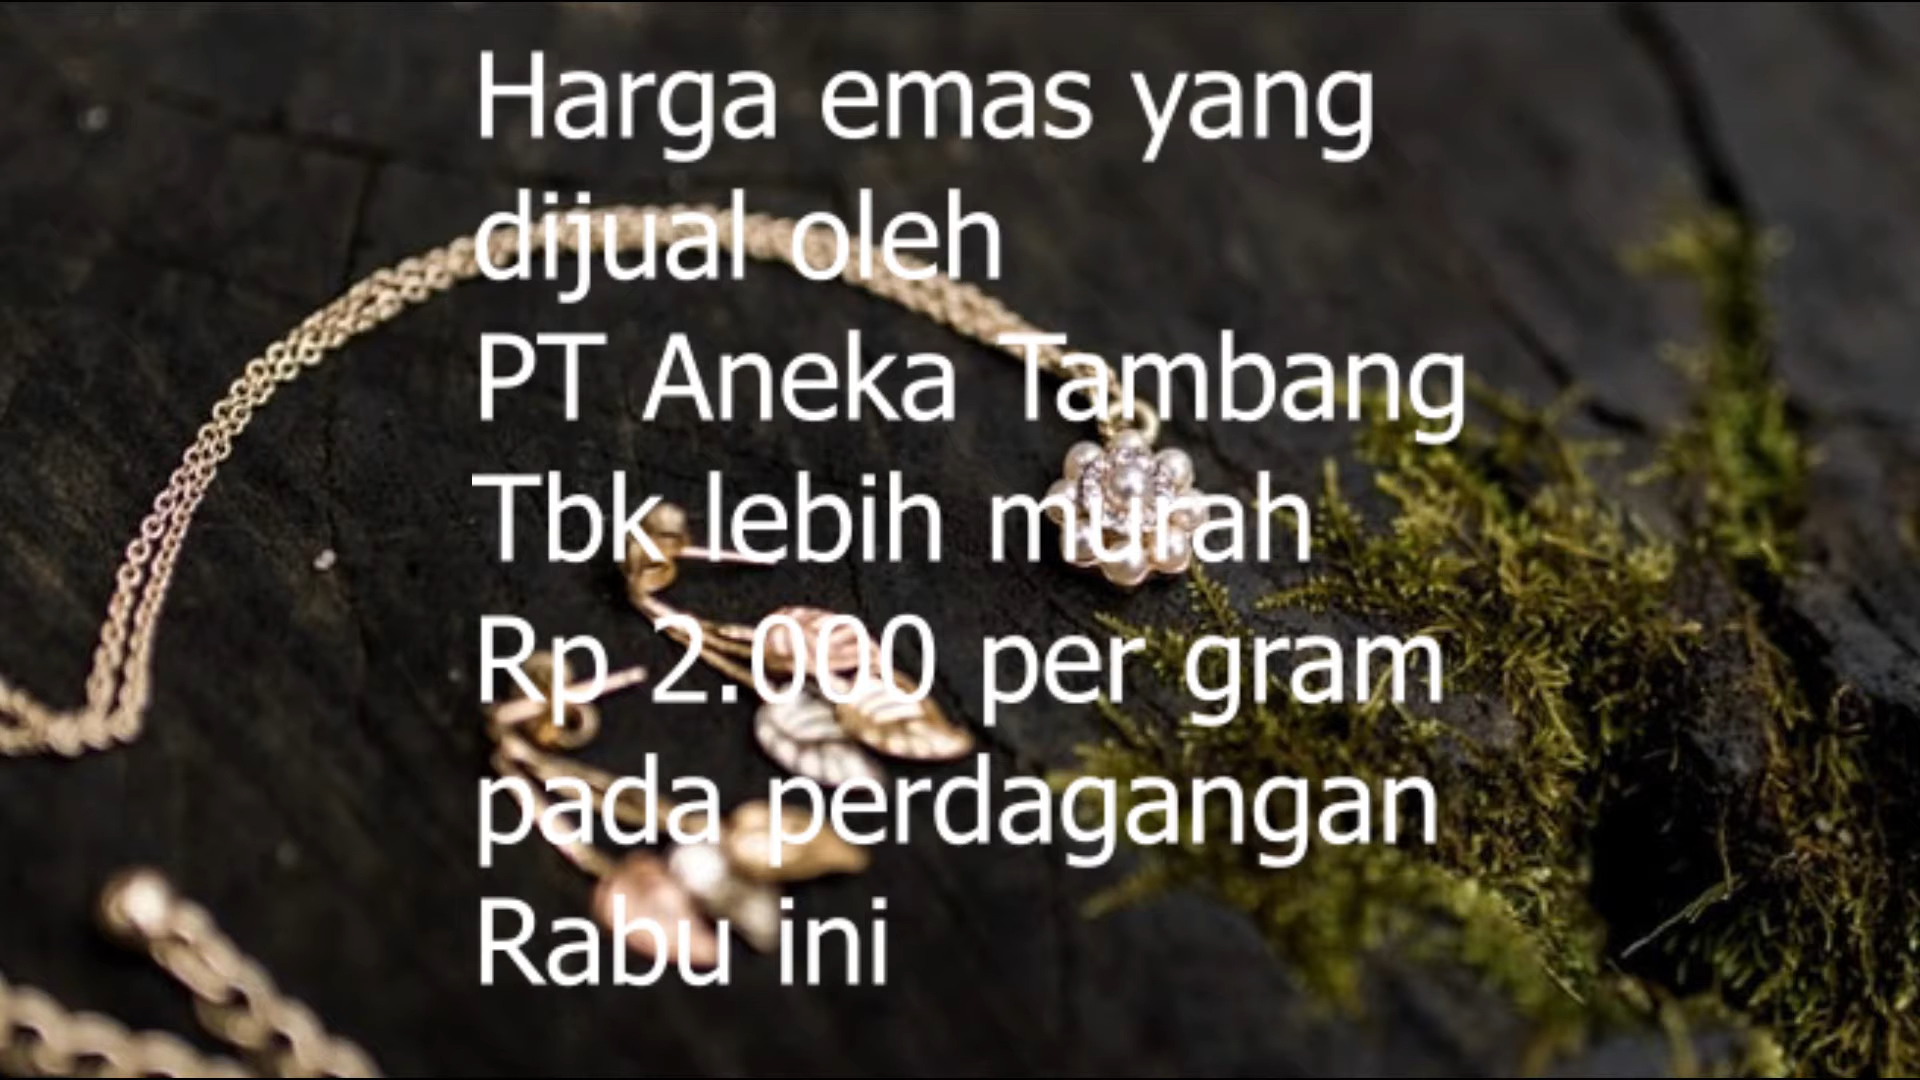 Harga emas yang
dijual oleh
PT Aneka Tambang
Tbk lebih murah
Rp 2.000 per gram
pada perdagangan
Rabu ini